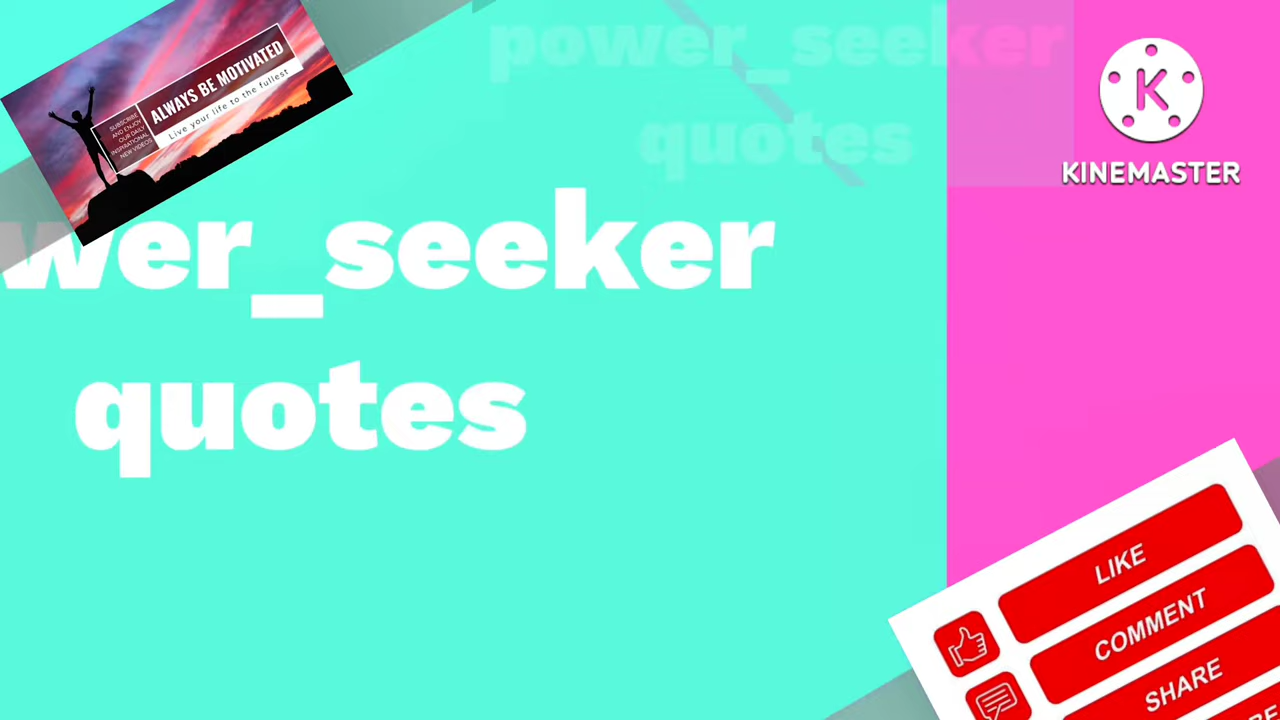 ALWAYS BE MOTIVATED
Live your life to the fullest
SUBSCRIBE
AND ENJOY
OUR DAILY
INSPIRATIONAL
NEW VIDEOS
power_seeker
quotes
K
KINEMASTER
wer_seeker
quotes
LIKE
COMMENT
SHARE